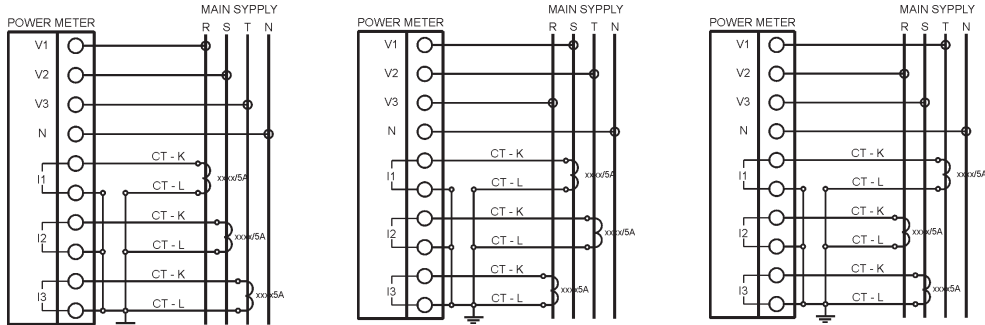 MAIN SYPPLY
POWER METER
R S T N
V1
V2
V3
N
CT - K
I1
xxxx/5A
CT - L
CT - K
I2
xxxx/5A
CT - L
CT - K
I3
xxxx5A
CT - L
MAIN SYPPLY
POWER METER
R S T N
V1
V2
V3
N
CT - K
I1
xxxx/5A
CT - L
CT - K
I2
xxxx/5A
CT - L
CT - K
I3
xxxx/5A
CT - L
MAIN SYPPLY
POWER METER
R S T N
V1
V2
V3
N
CT - K
I1
xxxx/5A
CT - L
CT - K
I2
xxxx/5A
CT - L
CT - K
I3
xxxx/5A
CT - L